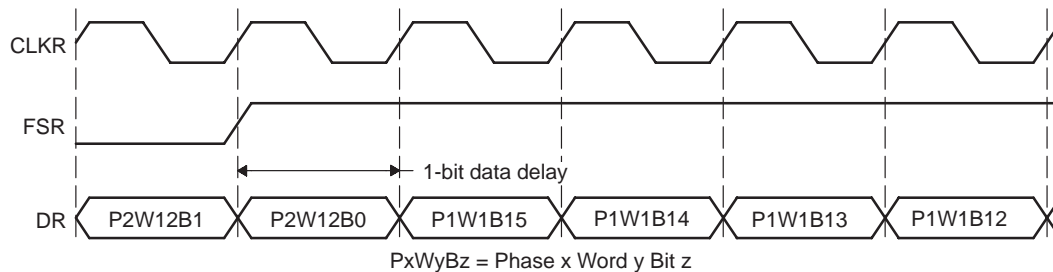 CLKR
FSR
1-bit data delay
DR P2W12B1 P2W12B0 P1W1B15 P1W1B14 P1W1B13 P1W1B12
PxWyBz = Phase x Word y Bit z